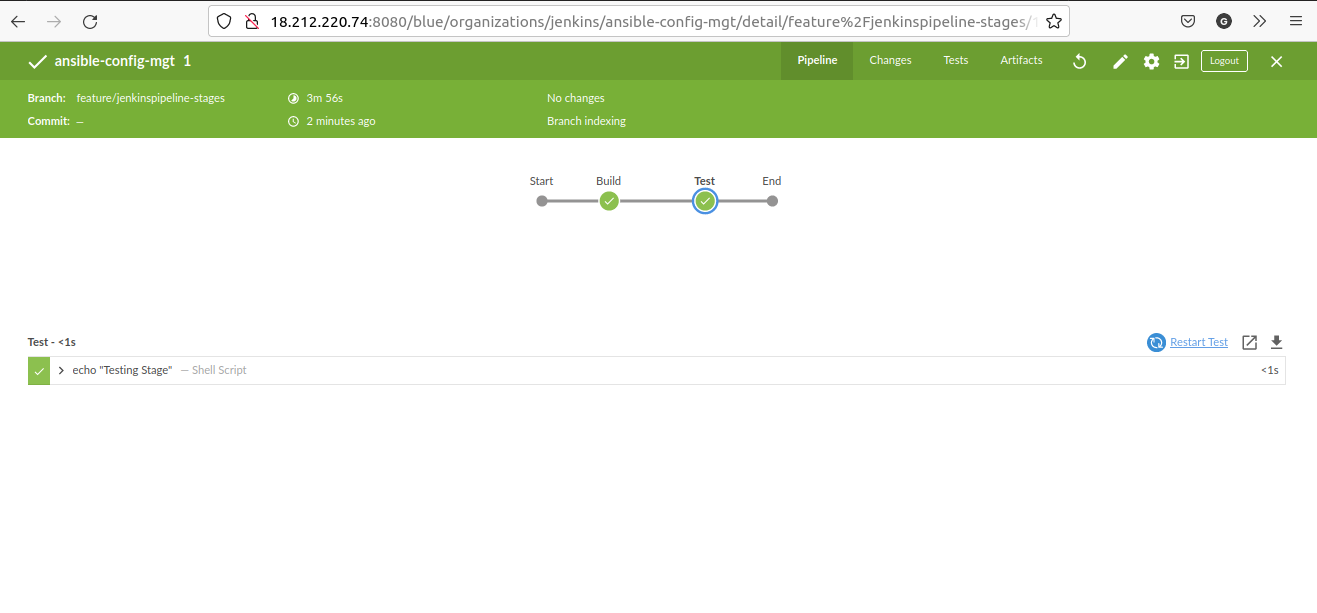 18.212.220.74:8080/blue/organizations/jenkins/ansible-config-mgt/detail/feature%2Fjenkinspipeline-stages/
G
ansible-config-mgt 1
Pipeline Changes Tests Artifacts Logout
Branch: feature/jenkinspipeline-stages 3m 56s No changes
Commit: — 2 minutes ago Branch indexing
Start Build Test End
Test - <1s Restart Test
echo "Testing Stage" — Shell Script <1s